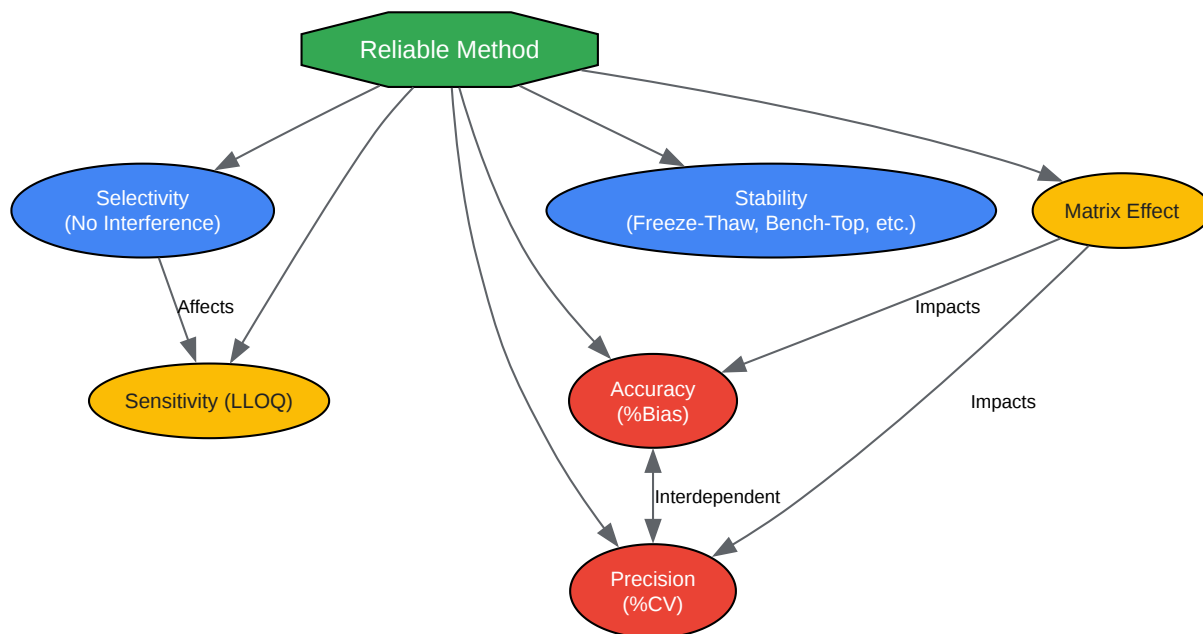 Reliable Method
Selectivity
(No Interference)
Stability
(Freeze-Thaw, Bench-Top, etc.)
Matrix Effect
Affects
Impacts
Sensitivity (LLOQ)
Accuracy
(%Bias)
Impacts
Interdependent
Precision
(%CV)